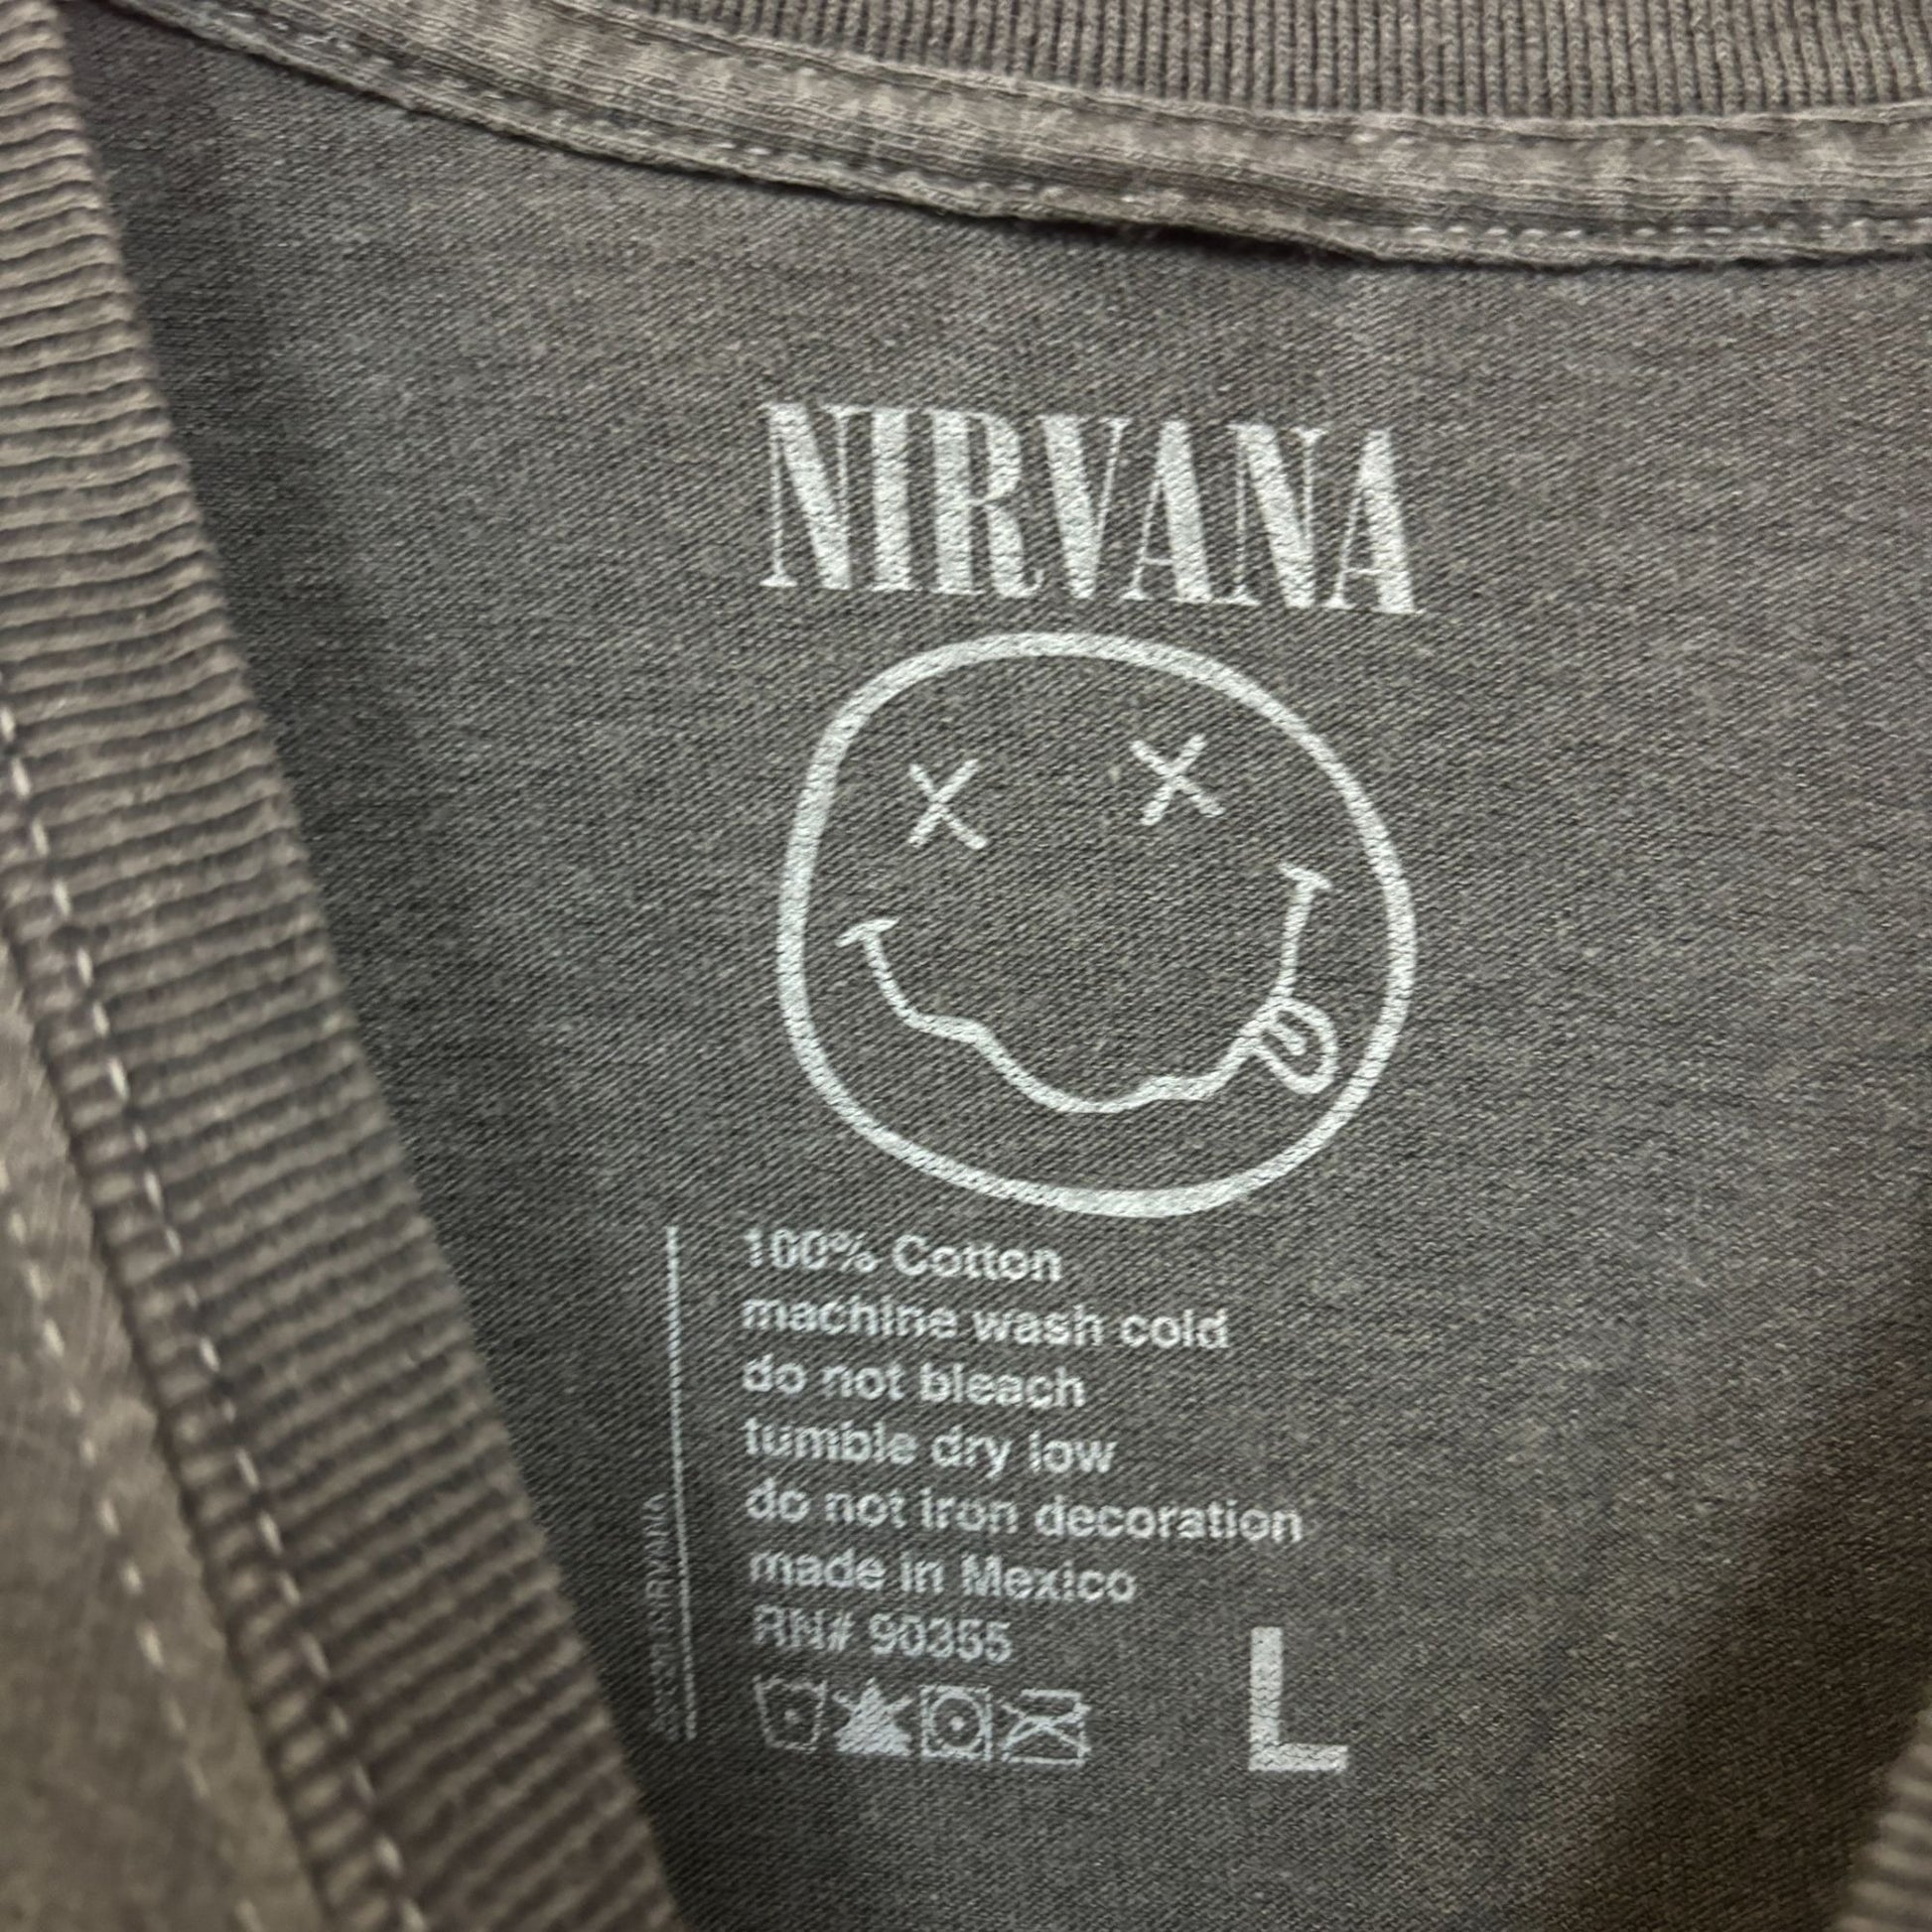 NIRVANA
100% Cotton
machine wash cold
do not bleach
tumble dry low
do not iron decoration
made in Mexico
RN# 90355
L
NIRVANA